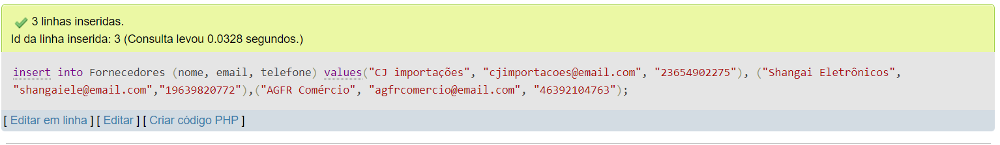 3 linhas inseridas.
Id da linha inserida: 3 (Consulta levou 0.0328 segundos.)
insert into Fornecedores (nome, email, telefone) values("CJ importações", "cjimportacoes@email.com", "23654902275"), ("Shangai Eletrônicos",
"shangaiele@email.com","19639820772"),("AGFR Comércio", "agfrcomercio@email.com", "46392104763");
[ Editar em linha ] [ Editar ] [ Criar código PHP ]